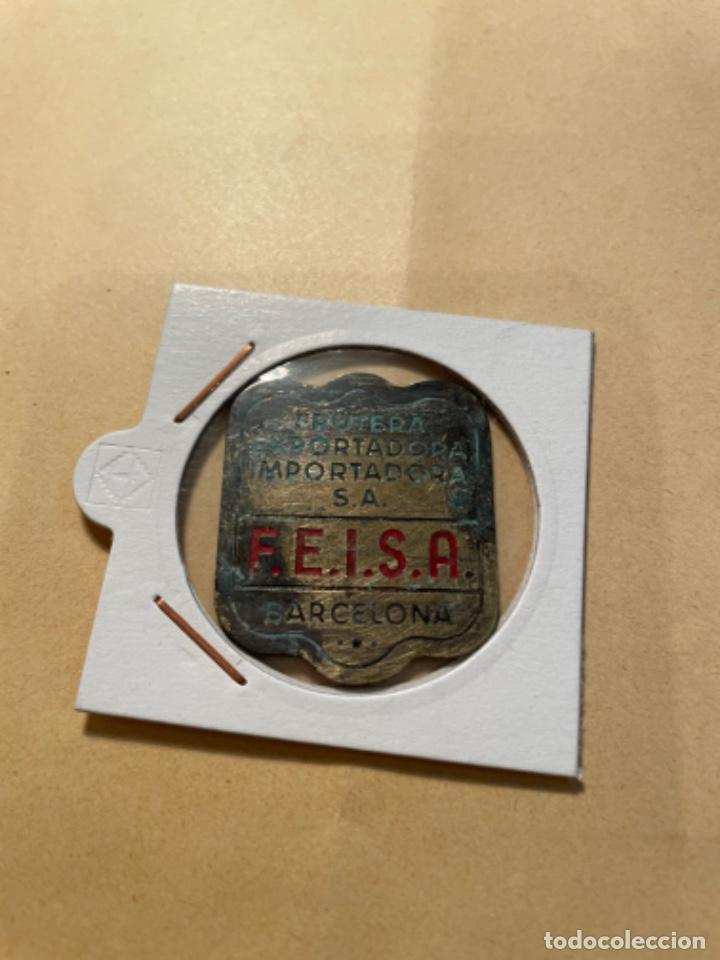 FRUTERA
EXPORTADORA
IMPORTADORA
S.A.
F.E.I.S.A.
BARCELONA
todocoleccion